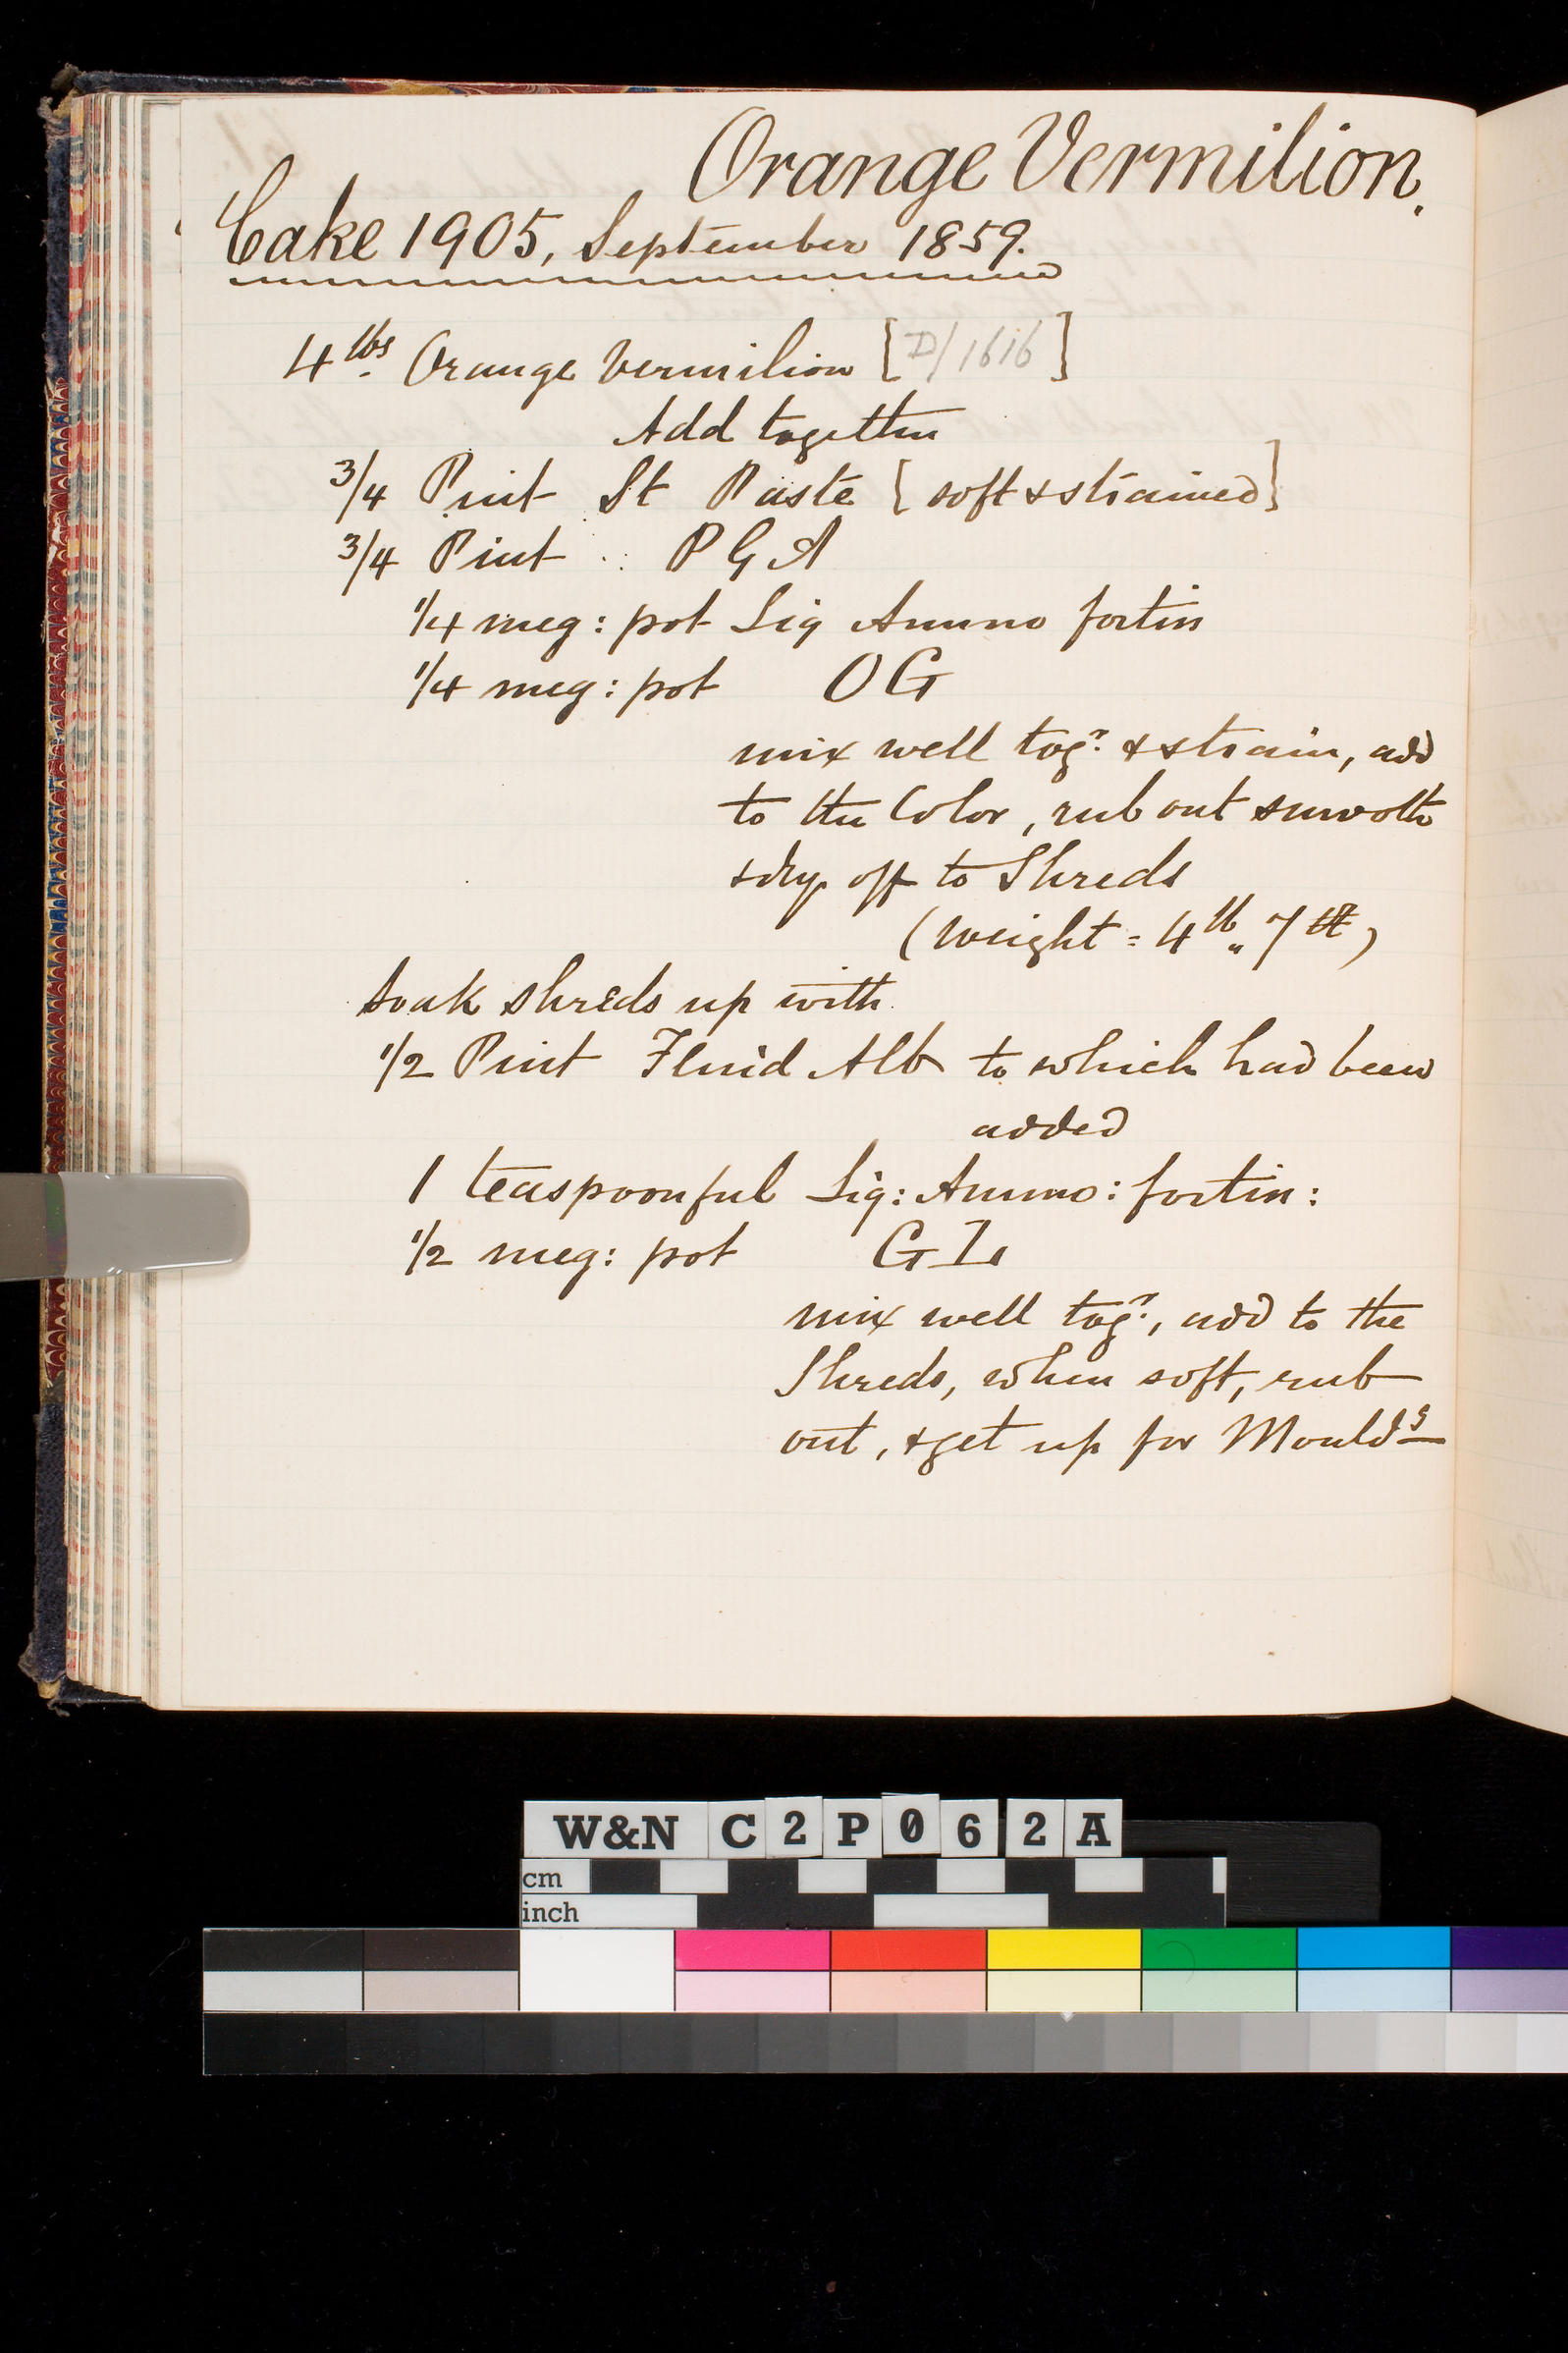 Orange Vermilion.
Cake 1905, September 1859.
4 lbs Orange Vermilion [D/1616]
Add together
3/4 Pint St Paste [soft & strained]
3/4 Pint .. P G A
1/4 meg: pot Liq Ammo fortis
1/4 meg: pot OG
mix well togr. & strain, add
to the Color, rub out smooth
& dry off to Shreds
(Weight = 4 lb 7
soak shreds up with
1/2 Pint Fluid Alb to which had been
added
1 teaspoonful Liq: Ammo: fortis:
1/2 meg: pot GL
mix well togr., add to the
Shreds, when soft, rub
out, & get up for Moulds
W&N C2P062A
cm
inch